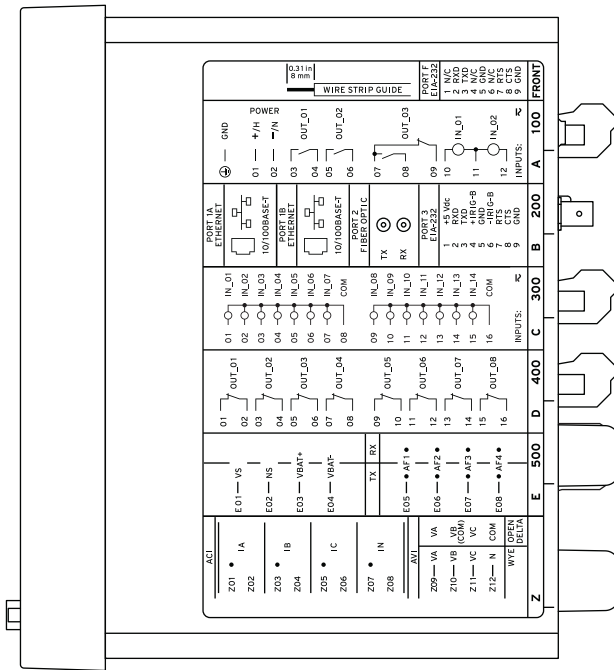 ACI
Z01 • IA
Z02
Z03 • IB
Z04
Z05 • IC
Z06
Z07 • IN
Z08
AVI
Z09 — VA VA
Z10 — VB VB (COM)
Z11 — VC VC
Z12 — N COM
WYE OPEN DELTA
Z
E01 — VS
E02 — NS
E03 — VBAT+
E04 — VBAT-
TX RX
E05 — • AF1 •
E06 — • AF2 •
E07 — • AF3 •
E08 — • AF4 •
E 500
01
OUT_01
02
03
OUT_02
04
05
OUT_03
06
07
OUT_04
08
09
OUT_05
10
11
OUT_06
12
13
OUT_07
14
15
OUT_08
16
D 400
01 IN_01
02 IN_02
03 IN_03
04 IN_04
05 IN_05
06 IN_06
07 IN_07
08 COM
09 IN_08
10 IN_09
11 IN_10
12 IN_11
13 IN_12
14 IN_13
15 IN_14
16 COM
INPUTS:
C 300
PORT 1A
ETHERNET
10/100BASE-T
PORT 1B
ETHERNET
10/100BASE-T
PORT 2
FIBER OPTIC
TX
RX
PORT 3
EIA-232
1 +5 Vdc
2 RXD
3 TXD
4 +IRIG-B
5 GND
6 -IRIG-B
7 RTS
8 CTS
9 GND
B 200
GND
POWER
01 — +/H
02 — -/N
03
OUT_01
04
05
OUT_02
06
07
08
OUT_03
09
10 IN_01
11
IN_02
12
INPUTS:
A 100
0.31 in
8 mm
WIRE STRIP GUIDE
PORT F
EIA-232
1 N/C
2 RXD
3 TXD
4 N/C
5 GND
6 N/C
7 RTS
8 CTS
9 GND
FRONT